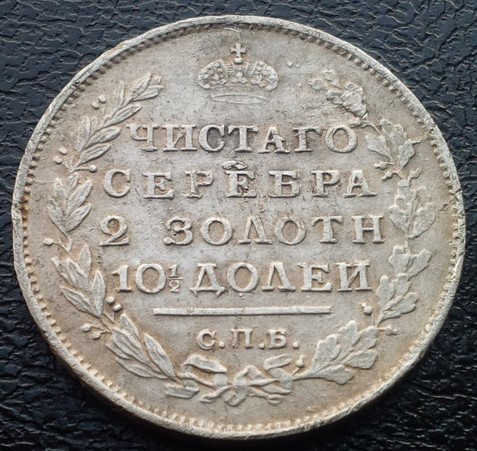 ЧИСТАГО
СЕРЕБРА
2 ЗОЛОТН
10½ ДОЛЕЙ
С.П.Б.